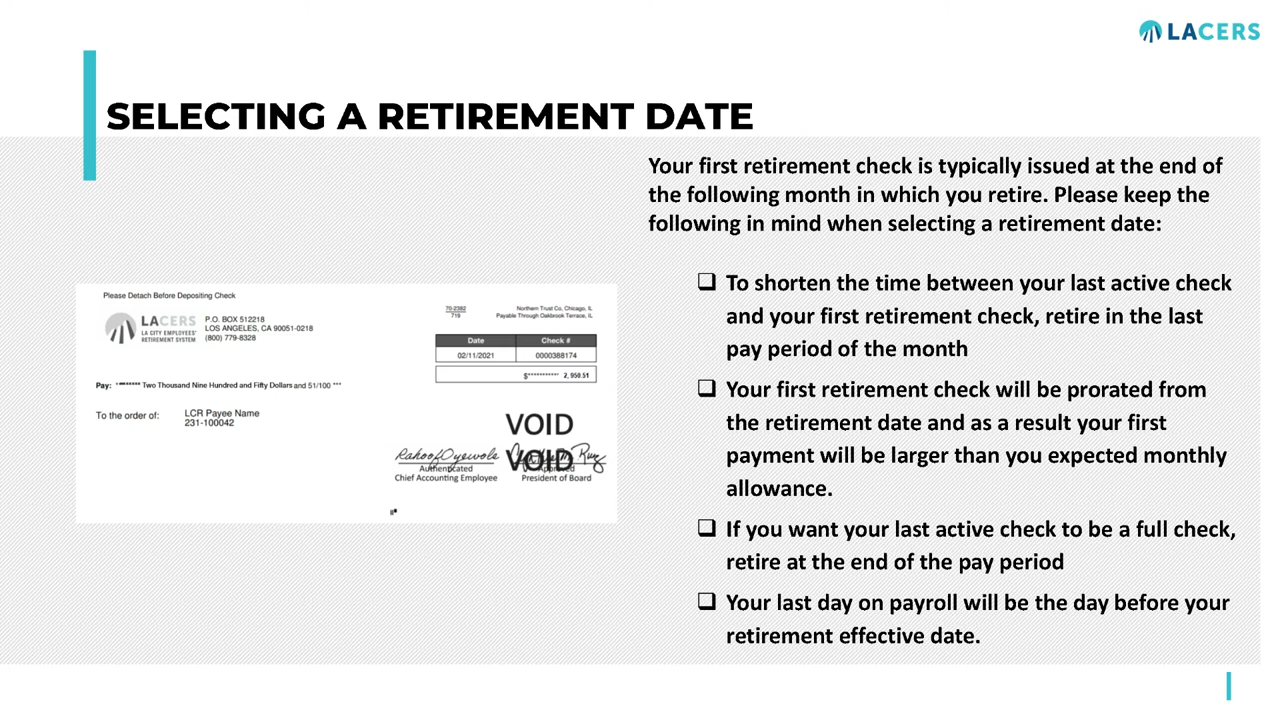 LACERS
SELECTING A RETIREMENT DATE
Your first retirement check is typically issued at the end of
the following month in which you retire. Please keep the
following in mind when selecting a retirement date:
❑ To shorten the time between your last active check
and your first retirement check, retire in the last
pay period of the month
❑ Your first retirement check will be prorated from
the retirement date and as a result your first
payment will be larger than you expected monthly
allowance.
❑ If you want your last active check to be a full check,
retire at the end of the pay period
❑ Your last day on payroll will be the day before your
retirement effective date.
Please Detach Before Depositing Check
LACERS
LA CITY EMPLOYEES'
RETIREMENT SYSTEM
P.O. BOX 512218
LOS ANGELES, CA 90051-0218
(800) 779-8328
70-2382
719
Northern Trust Co, Chicago, IL
Payable Through Oakbrook Terrace, IL
Date Check #
02/11/2021 0000388174
$*********** 2,950.51
Pay: ******** Two Thousand Nine Hundred and Fifty Dollars and 51/100 ***
To the order of:
LCR Payee Name
231-100042
VOID
VOID
Authenticated
Chief Accounting Employee
Approved
President of Board